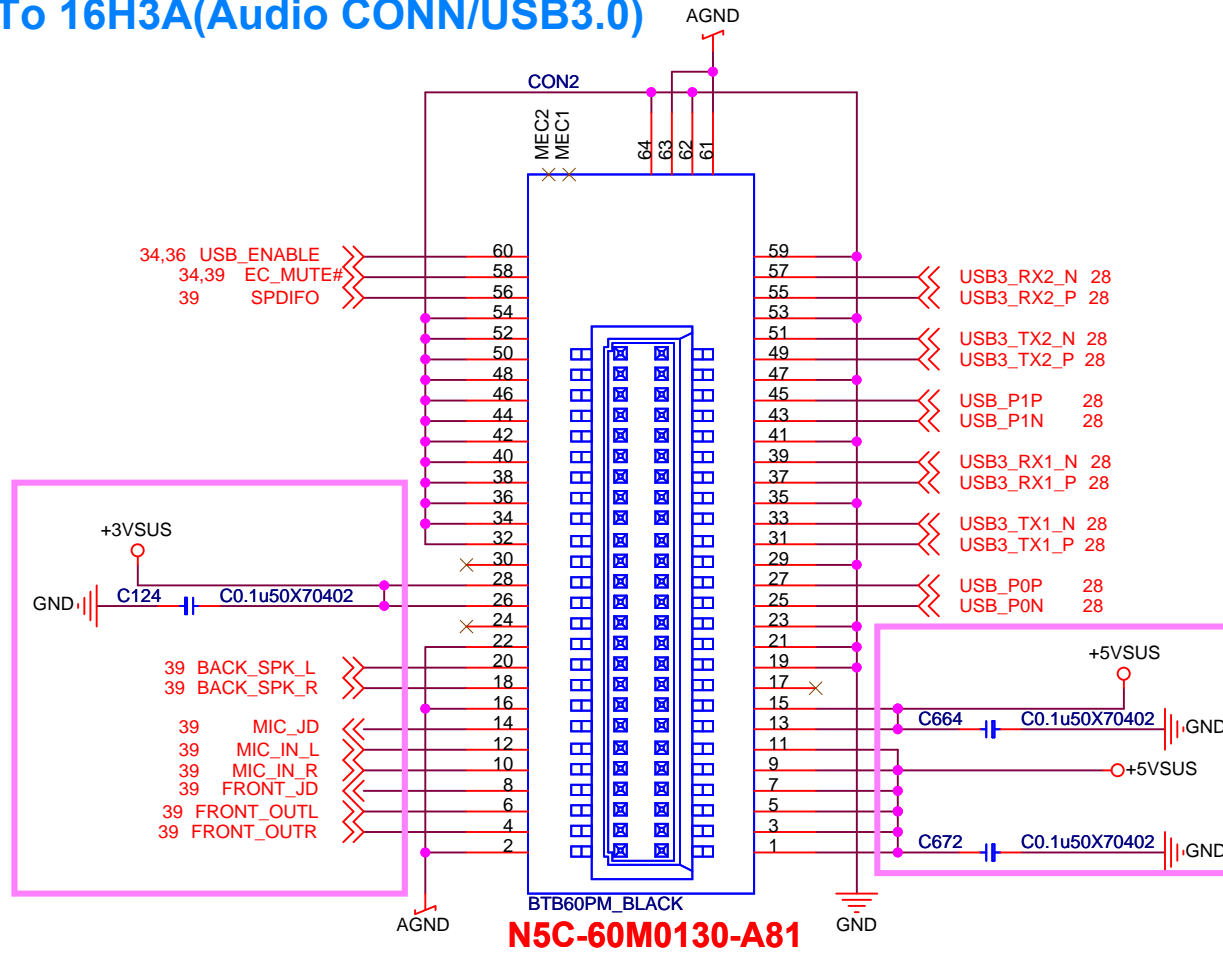 To 16H3A(Audio CONN/USB3.0)
AGND
CON2
MEC2
MEC1
64
63
62
61
34,36 USB_ENABLE 60
34,39 EC_MUTE# 58
39 SPDIFO 56
54
52
50
48
46
44
42
40
38
36
34
32
30
28
26
24
22
39 BACK_SPK_L 20
39 BACK_SPK_R 18
16
39 MIC_JD 14
39 MIC_IN_L 12
39 MIC_IN_R 10
39 FRONT_JD 8
39 FRONT_OUTL 6
39 FRONT_OUTR 4
2
+3VSUS
GND C124 C0.1u50X70402
AGND
59
57 USB3_RX2_N 28
55 USB3_RX2_P 28
53
51 USB3_TX2_N 28
49 USB3_TX2_P 28
47
45 USB_P1P 28
43 USB_P1N 28
41
39 USB3_RX1_N 28
37 USB3_RX1_P 28
35
33 USB3_TX1_N 28
31 USB3_TX1_P 28
29
27 USB_P0P 28
25 USB_P0N 28
23
21
19
17
15
13
11
9
7
5
3
1
+5VSUS
C664 C0.1u50X70402 GND
+5VSUS
C672 C0.1u50X70402 GND
GND
BTB60PM_BLACK
N5C-60M0130-A81